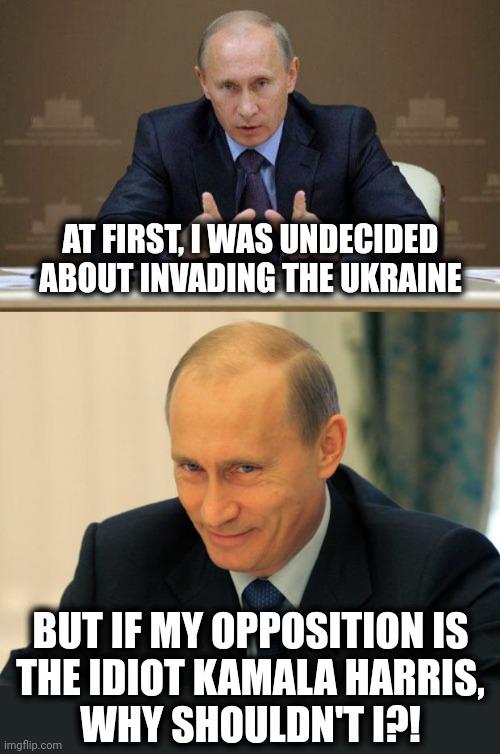 AT FIRST, I WAS UNDECIDED
ABOUT INVADING THE UKRAINE
BUT IF MY OPPOSITION IS
THE IDIOT KAMALA HARRIS,
WHY SHOULDN'T I?!
imgflip.com